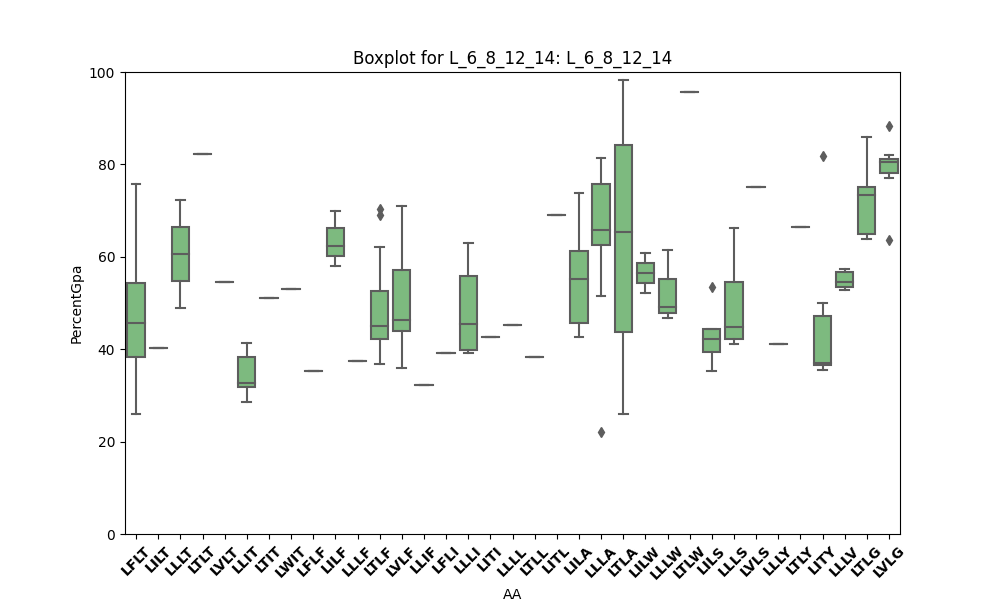 Boxplot for L_6_8_12_14: L_6_8_12_14
100
80
60
40
20
0
PercentGpa
LFLT LILT LLLT LTLT LVLT LLIT LTIT LWIT LFLF LILF LLLF LTLF LVLF LLIF LFLI LLLI LITI LLLL LTLL LITL LILA LLLA LTLA LILW LLLW LTLW LILS LLLS LVLS LLLY LTLY LITY LLLV LTLG LVLG
AA